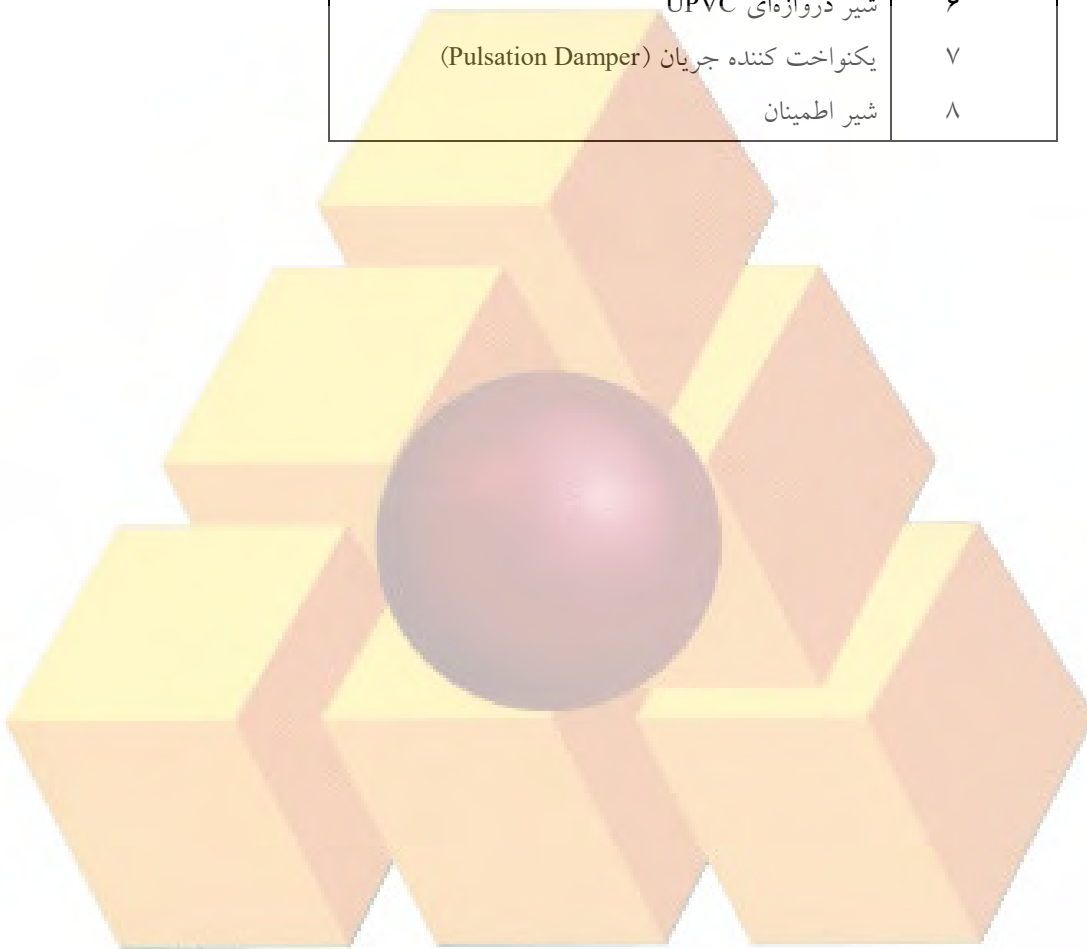 ۶ شیر دروازه‌ای UPVC
۷ یکنواخت کننده جریان (Pulsation Damper)
۸ شیر اطمینان